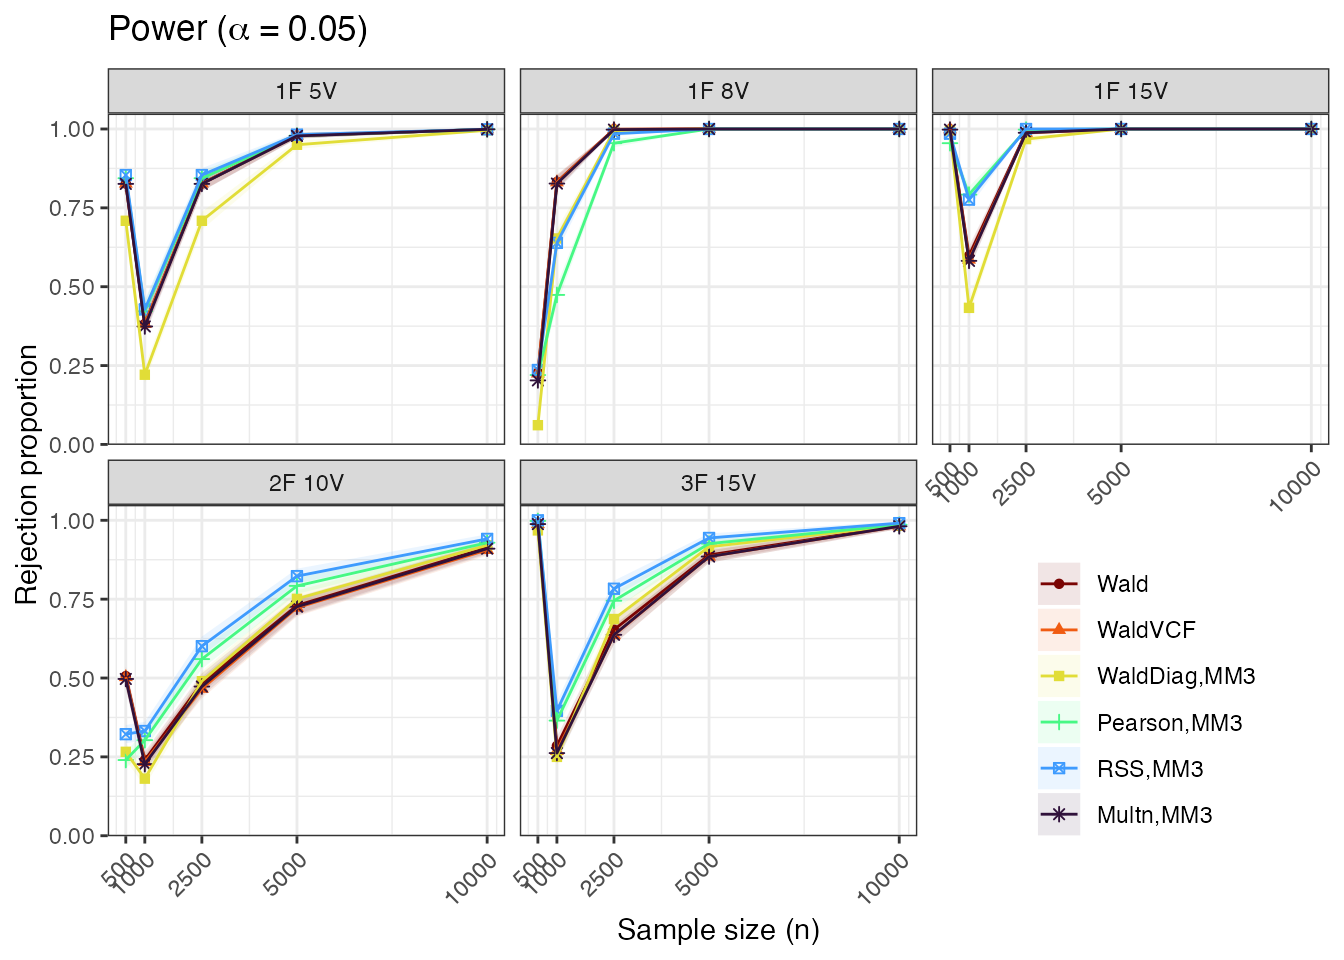 Power (α = 0.05)
1F 5V
1F 8V
1F 15V
1.00
0.75
0.50
0.25
0.00
500
1000
2500
5000
10000
2F 10V
3F 15V
1.00
0.75
0.50
0.25
0.00
500
1000
2500
5000
10000
500
1000
2500
5000
10000
Rejection proportion
Sample size (n)
Wald
WaldVCF
WaldDiag,MM3
Pearson,MM3
RSS,MM3
Multn,MM3